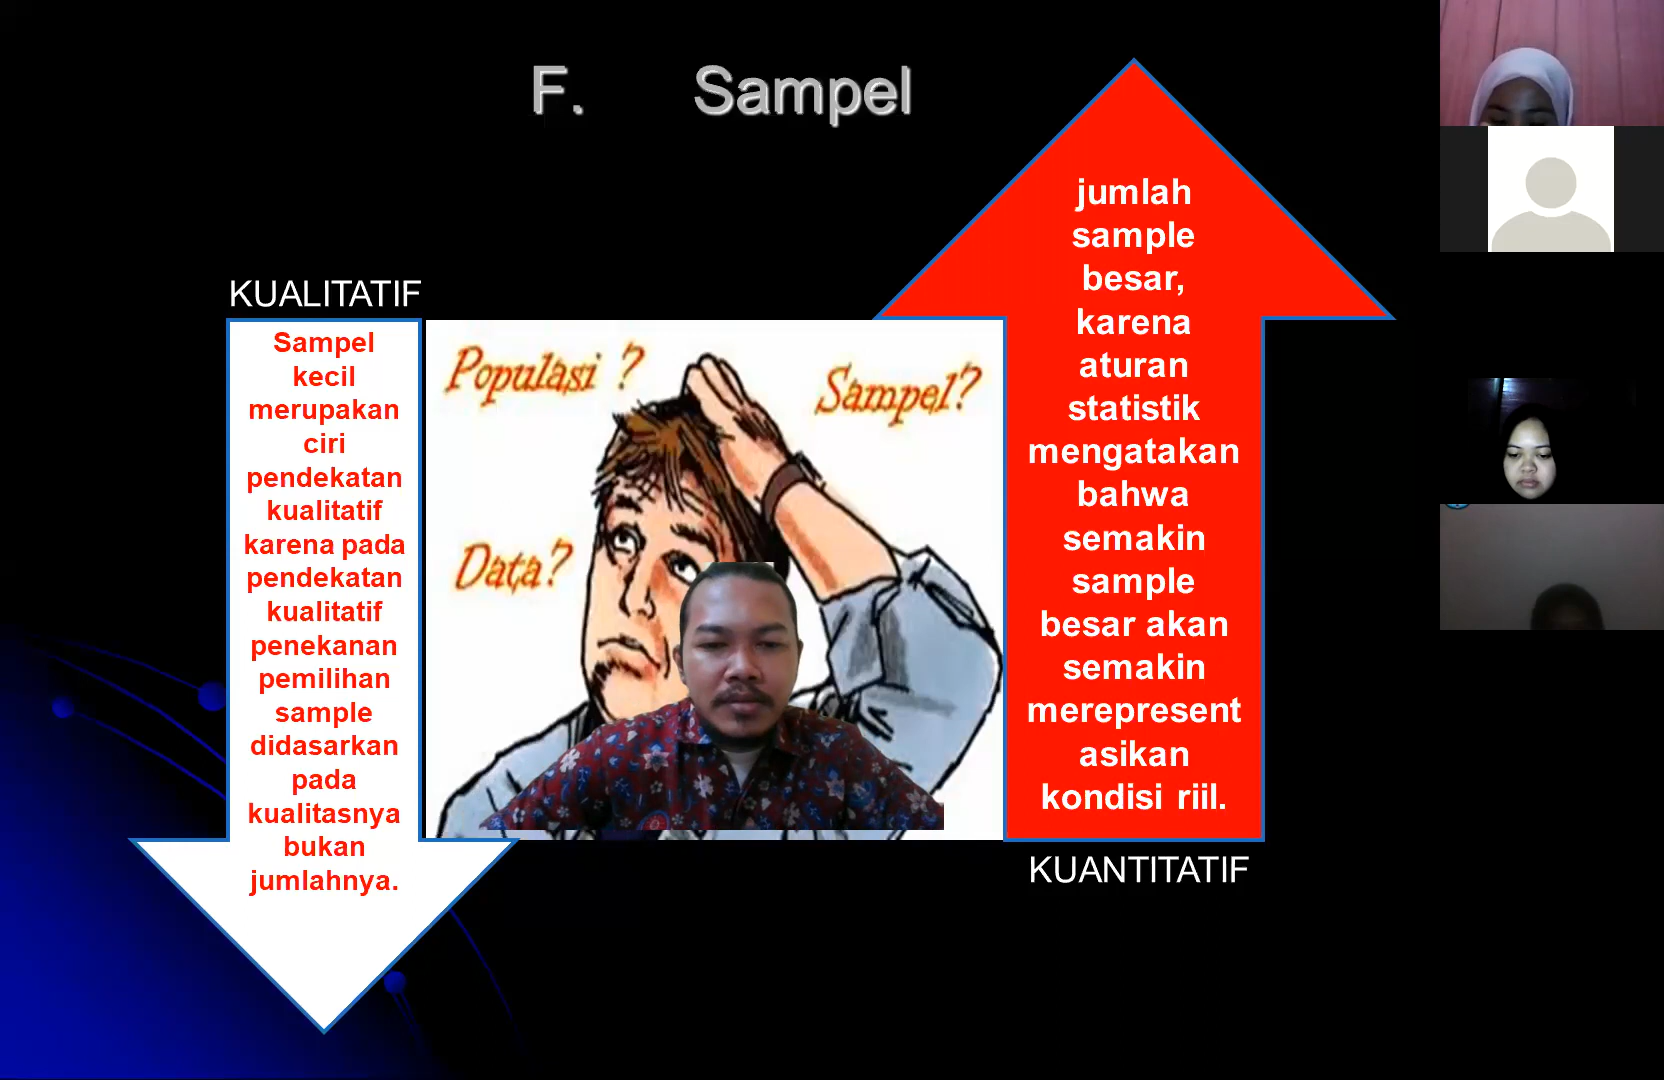 F. Sampel
KUALITATIF
Sampel
kecil
merupakan
ciri
pendekatan
kualitatif
karena pada
pendekatan
kualitatif
penekanan
pemilihan
sample
didasarkan
pada
kualitasnya
bukan
jumlahnya.
Populasi ?
Sampel?
Data?
jumlah
sample
besar,
karena
aturan
statistik
mengatakan
bahwa
semakin
sample
besar akan
semakin
merepresent
asikan
kondisi riil.
KUANTITATIF